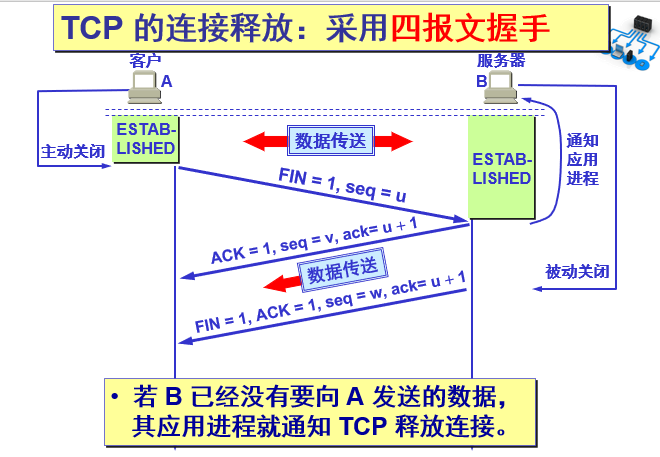 TCP 的连接释放：采用四报文握手
客户
A
服务器
B
ESTAB-
LISHED
数据传送
ESTAB-
LISHED
通知
应用
进程
主动关闭
FIN = 1, seq = u
ACK = 1, seq = v, ack= u + 1
数据传送
被动关闭
FIN = 1, ACK = 1, seq = w, ack= u + 1
• 若 B 已经没有要向 A 发送的数据，
其应用进程就通知 TCP 释放连接。